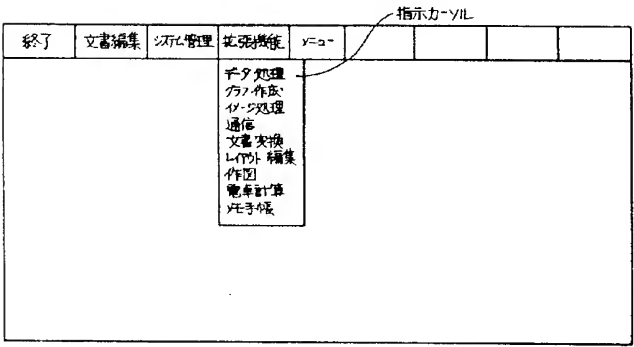 指示カーソル
終了 文書編集 システム管理 拡張機能 メニュー
データ処理
グラフ作成
イメージ処理
通信
文書変換
レイアウト編集
作図
電卓計算
メモ手帳